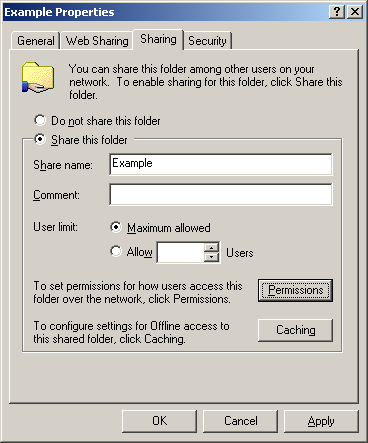 Example Properties
General Web Sharing Sharing Security
You can share this folder among other users on your
network. To enable sharing for this folder, click Share this
folder.
Do not share this folder
Share this folder
Share name: Example
Comment:
User limit: Maximum allowed
Allow Users
To set permissions for how users access this
folder over the network, click Permissions.
Permissions
To configure settings for Offline access to
this shared folder, click Caching.
Caching
OK Cancel Apply